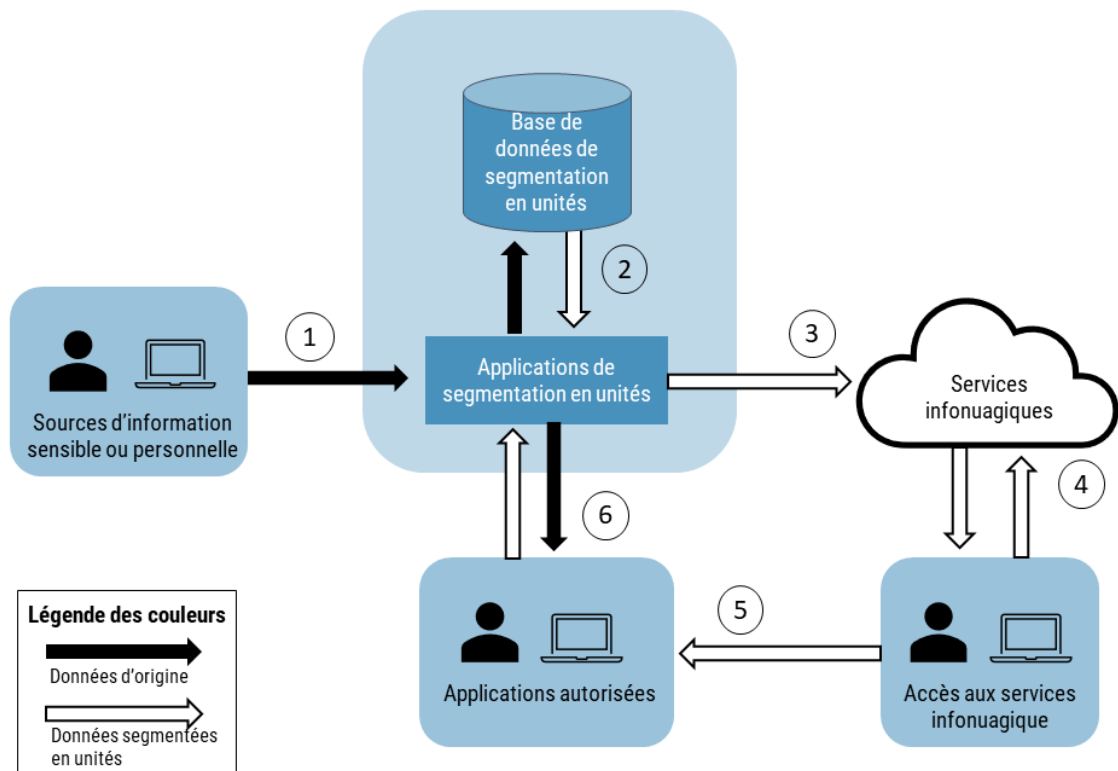 Base de
données de
segmentation
en unités
2
1
3
Applications de
segmentation en unités
Services
infonuagiques
Sources d'information
sensible ou personnelle
4
6
5
Applications autorisées
Accès aux services
infonuagique
Légende des couleurs
Données d'origine
Données segmentées
en unités